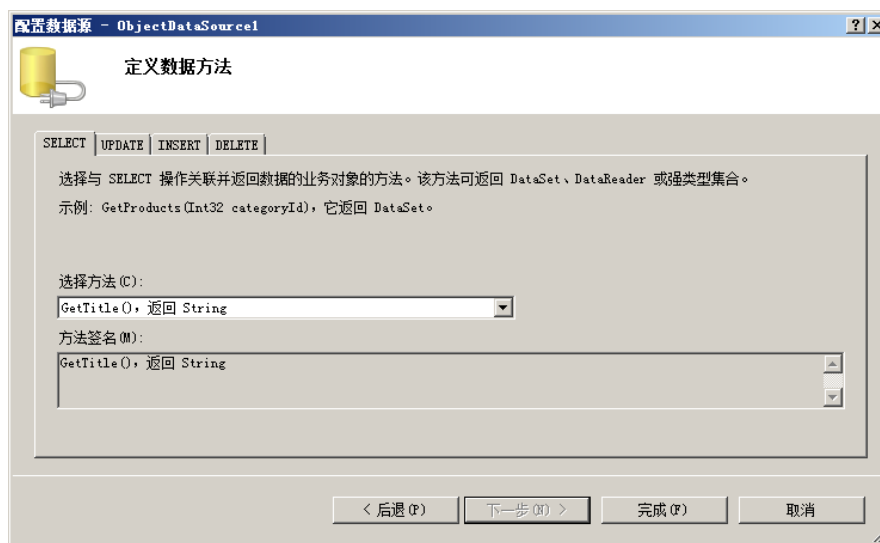 配置数据源 - ObjectDataSource1
定义数据方法
SELECT UPDATE INSERT DELETE
选择与 SELECT 操作关联并返回数据的业务对象的方法。该方法可返回 DataSet、DataReader 或强类型集合。
示例: GetProducts(Int32 categoryId)，它返回 DataSet。
选择方法(C):
GetTitle()，返回 String
方法签名(M):
GetTitle()，返回 String
< 后退(P) 下一步(N) > 完成(F) 取消